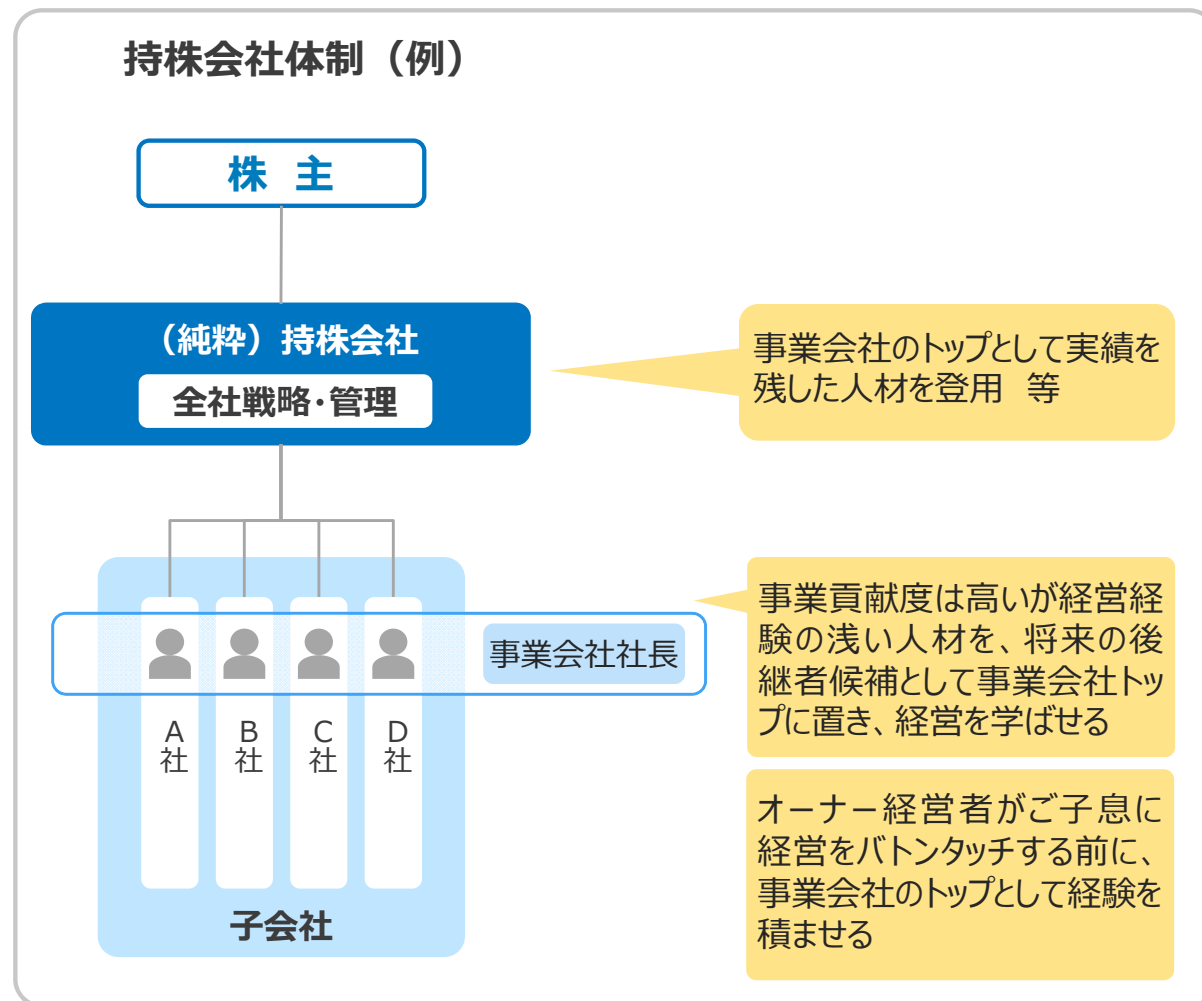 持株会社体制（例）
株 主
（純粋）持株会社
全社戦略・管理
事業会社のトップとして実績を
残した人材を登用 等
事業会社社長
A社
B社
C社
D社
子会社
事業貢献度は高いが経営経
験の浅い人材を、将来の後
継者候補として事業会社トッ
プに置き、経営を学ばせる
オーナー経営者がご子息に
経営をバトンタッチする前に、
事業会社のトップとして経験を
積ませる